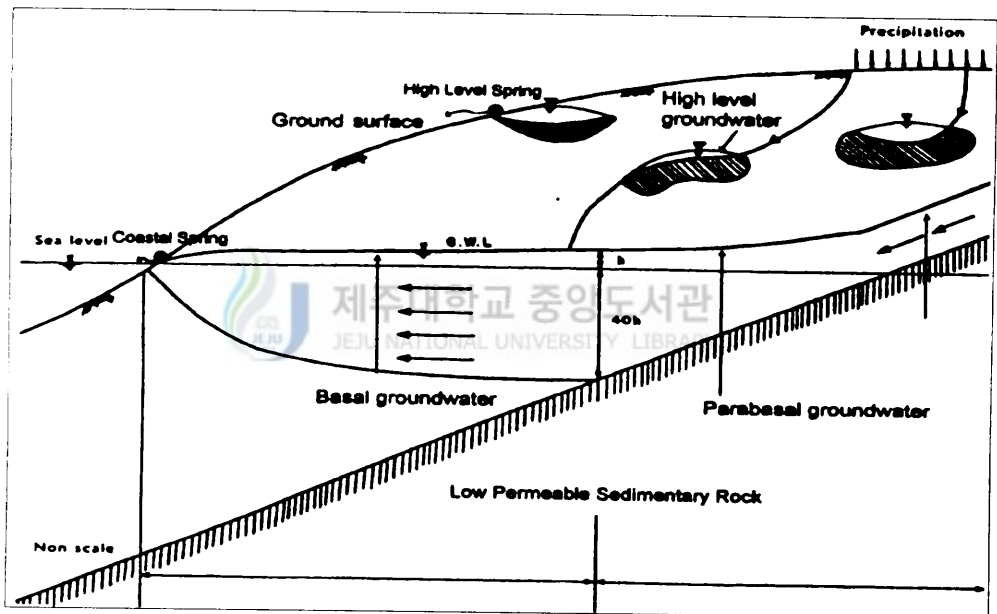 Precipitation
High Level Spring
High level
groundwater
Ground surface
Sea level
Coastal Spring
G.W.L
h
40h
제주대학교 중앙도서관
JEJU NATIONAL UNIVERSITY LIBRARY
JEJU
Basal groundwater
Parabasal groundwater
Low Permeable Sedimentary Rock
Non scale